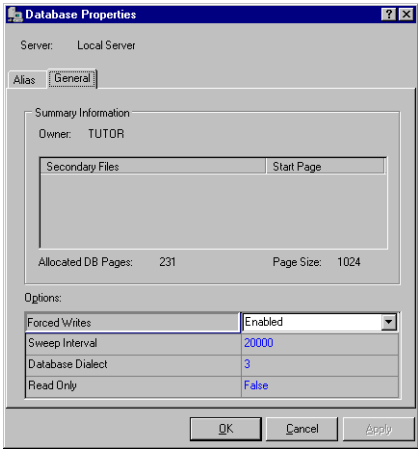 Database Properties
Server: Local Server
Alias General
Summary Information
Owner: TUTOR
Secondary Files Start Page
Allocated DB Pages: 231 Page Size: 1024
Options:
Forced Writes Enabled
Sweep Interval 20000
Database Dialect 3
Read Only False
OK Cancel Apply